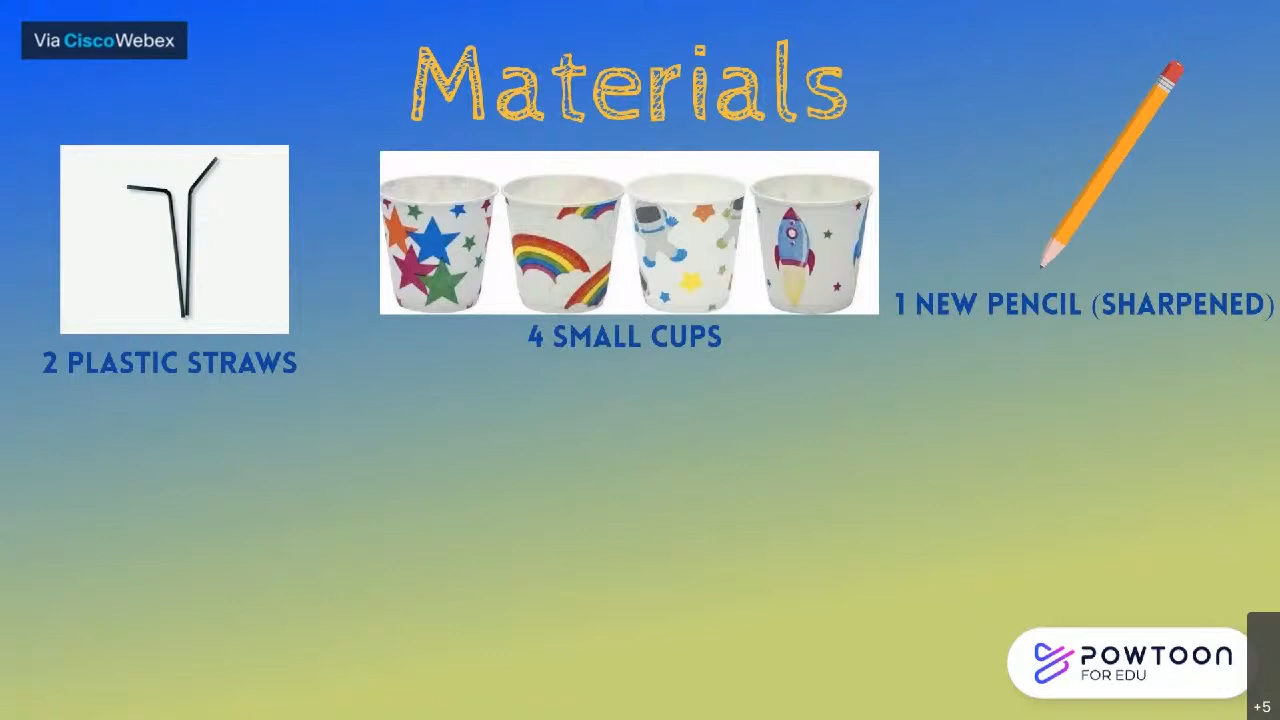 Via CiscoWebex
Materials
2 PLASTIC STRAWS
4 SMALL CUPS
1 NEW PENCIL (SHARPENED)
POWTOON
FOR EDU
+5